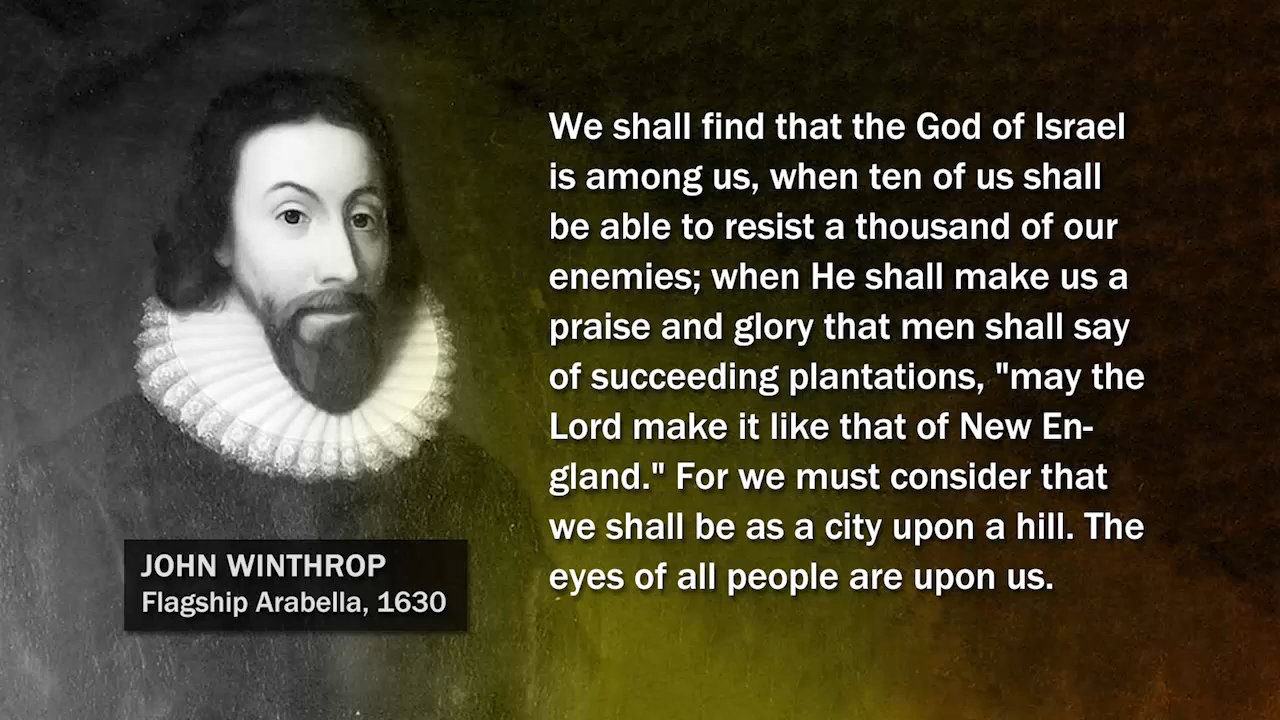 We shall find that the God of Israel
is among us, when ten of us shall
be able to resist a thousand of our
enemies; when He shall make us a
praise and glory that men shall say
of succeeding plantations, "may the
Lord make it like that of New En-
gland." For we must consider that
we shall be as a city upon a hill. The
eyes of all people are upon us.
JOHN WINTHROP
Flagship Arabella, 1630